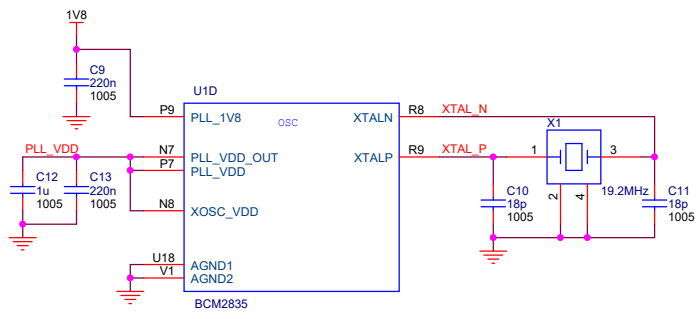 1V8
C9
220n
1005
U1D
P9
PLL_1V8
OSC
XTALN
R8
XTAL_N
X1
PLL_VDD
N7
PLL_VDD_OUT
P7
PLL_VDD
XTALP
R9
XTAL_P
1
3
C12
1u
1005
C13
220n
1005
N8
XOSC_VDD
C10
18p
1005
2
4
19.2MHz
C11
18p
1005
U18
AGND1
V1
AGND2
BCM2835